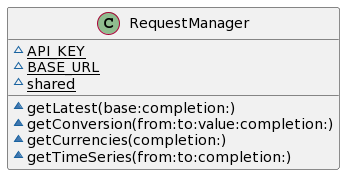 C RequestManager
API_KEY
BASE_URL
shared
getLatest(base:completion:)
getConversion(from:to:value:completion:)
getCurrencies(completion:)
getTimeSeries(from:to:completion:)